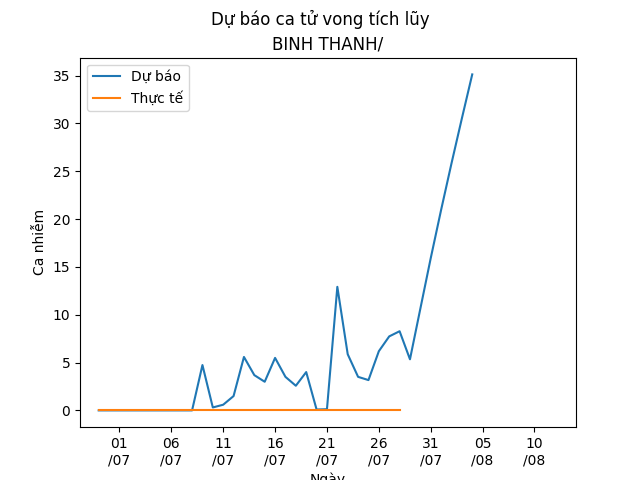 Dự báo ca tử vong tích lũy
BINH THANH/
Dự báo
Thực tế
Ca nhiễm
35
30
25
20
15
10
5
0
01 06 11 16 21 26 31 05 10
/07 /07 /07 /07 /07 /07 /07 /08 /08
Ngày